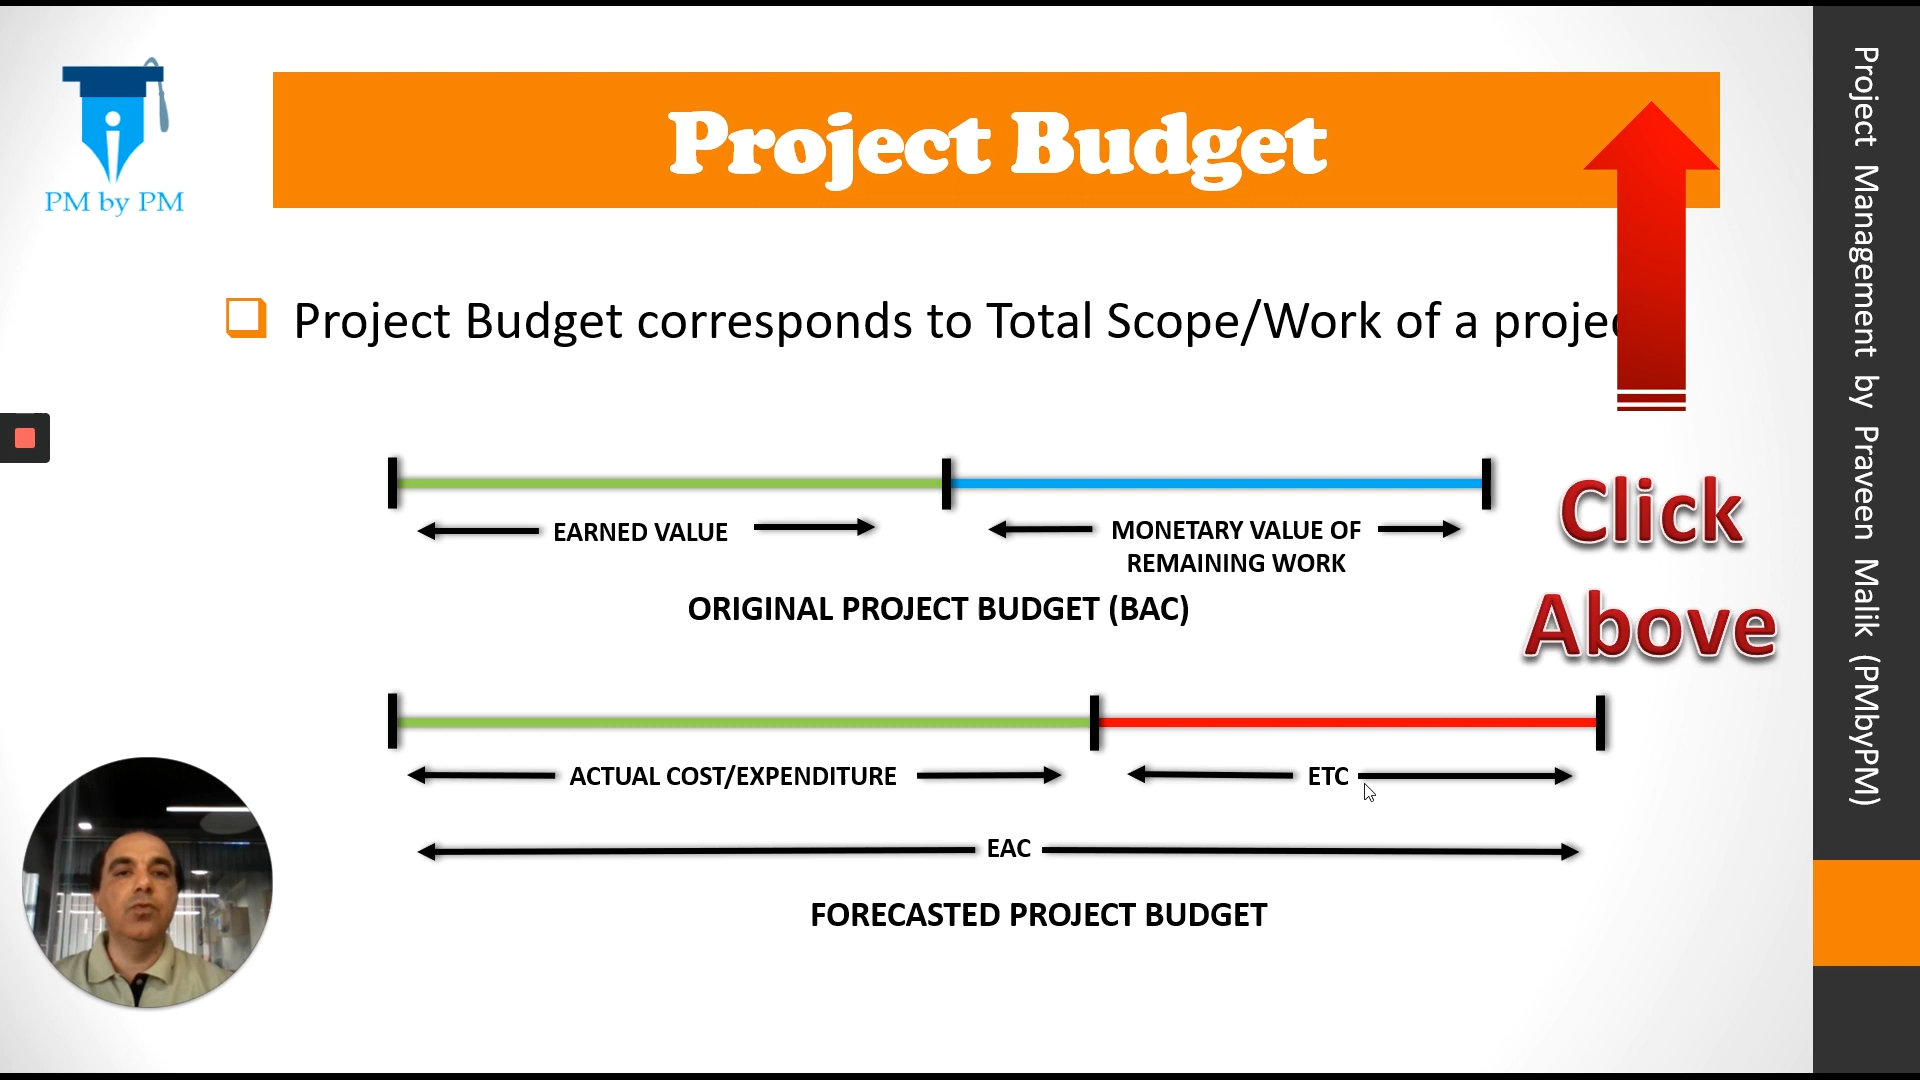 PM by PM
Project Budget
Project Budget corresponds to Total Scope/Work of a projec
EARNED VALUE
MONETARY VALUE OF
REMAINING WORK
ORIGINAL PROJECT BUDGET (BAC)
Click
Above
ACTUAL COST/EXPENDITURE
ETC
EAC
FORECASTED PROJECT BUDGET
Project Management by Praveen Malik (PMbyPM)